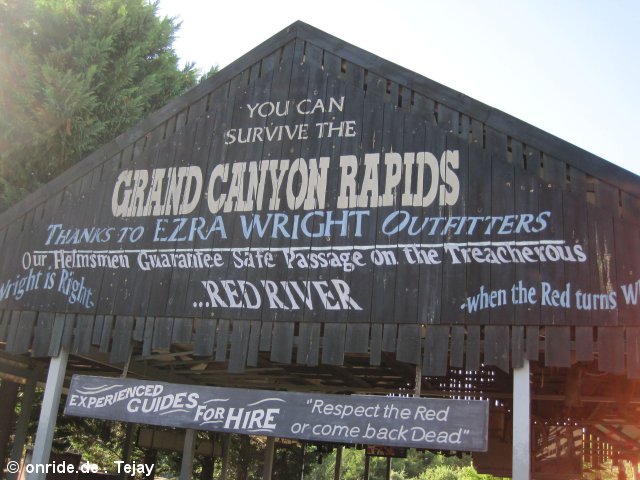 YOU CAN
SURVIVE THE
GRAND CANYON RAPIDS
THANKS TO EZRA WRIGHT OUTFITTERS
Our Helmsmen Guarantee Safe Passage on the Treacherous
Wright is Right-
...RED RIVER
-when the Red turns
EXPERIENCED GUIDES FOR HIRE
"Respect the Red
or come back Dead"
© onride.de . Tejay